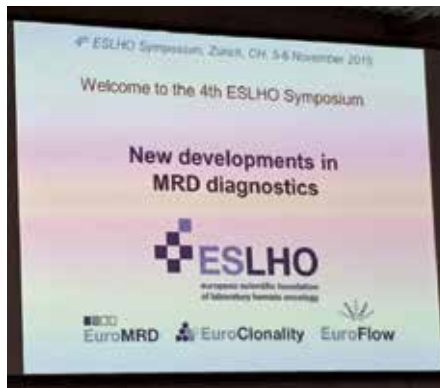 4th ESLHO Symposium, Zurich, CH, 5-6 November 2015
Welcome to the 4th ESLHO Symposium
New developments in
MRD diagnostics
ESLHO
european scientific foundation
of laboratory hemato oncology
EuroMRD EuroClonality EuroFlow